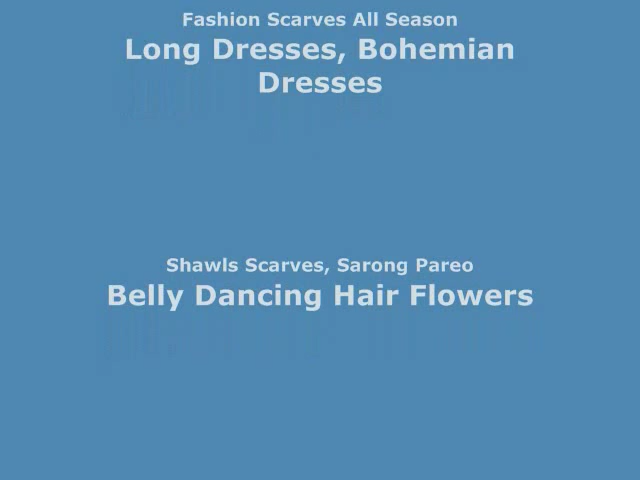 Fashion Scarves All Season
Long Dresses, Bohemian
Dresses
Shawls Scarves, Sarong Pareo
Belly Dancing Hair Flowers